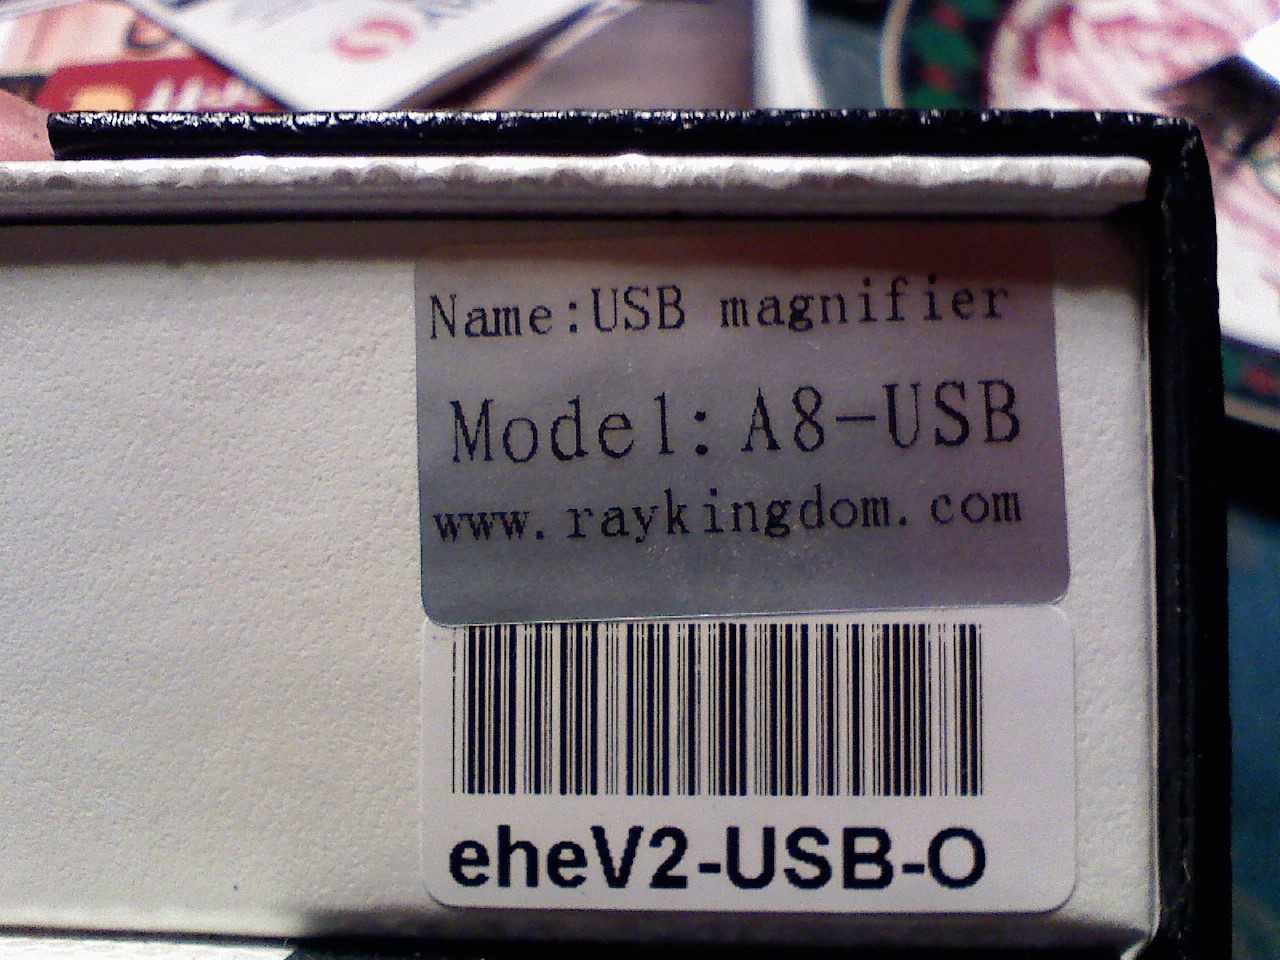 Name:USB magnifier
Model: A8-USB
www.raykingdom.com
eheV2-USB-O